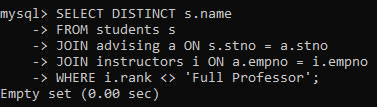 mysql> SELECT DISTINCT s.name
-> FROM students s
-> JOIN advising a ON s.stno = a.stno
-> JOIN instructors i ON a.empno = i.empno
-> WHERE i.rank <> 'Full Professor';
Empty set (0.00 sec)